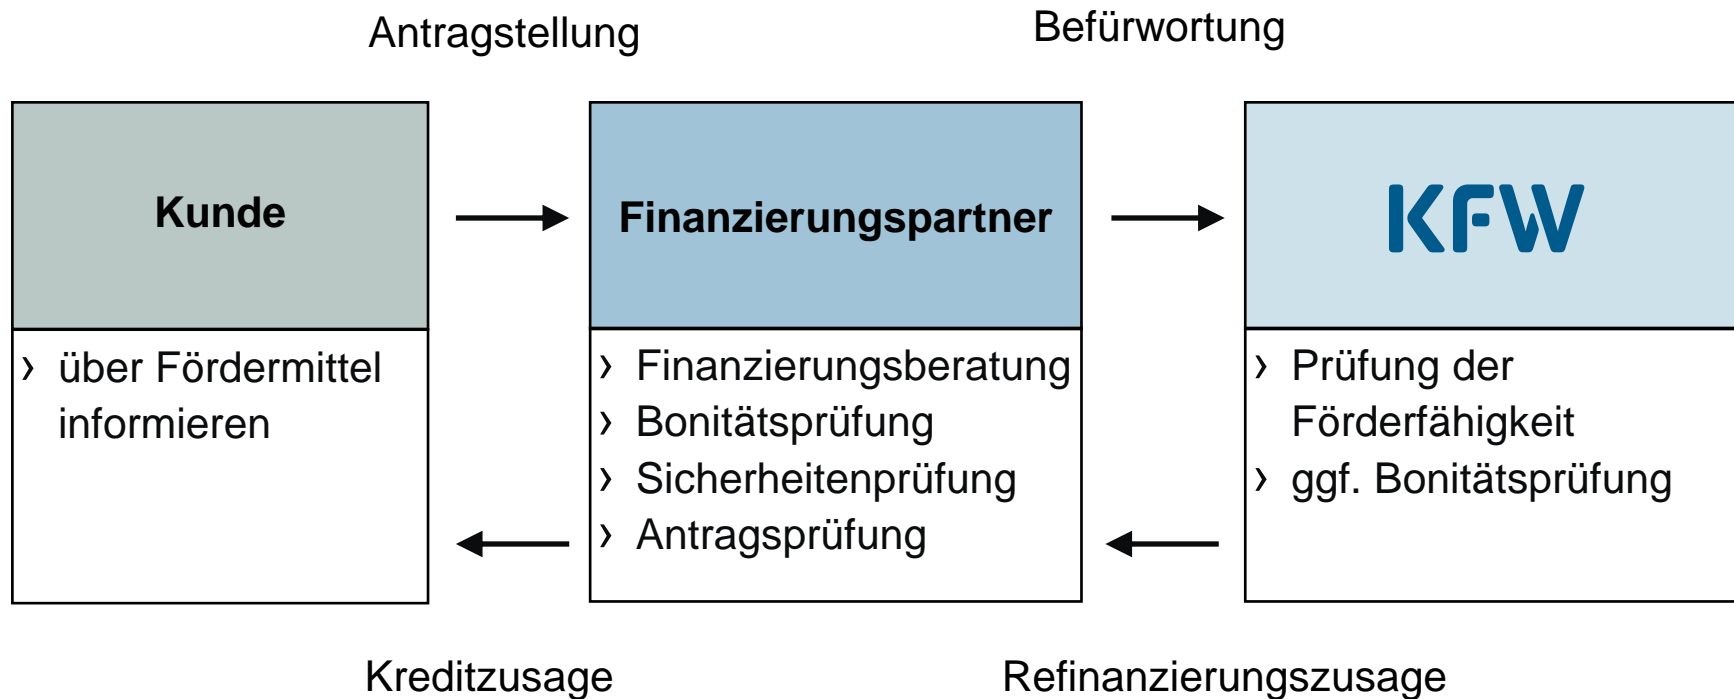 Antragstellung
Befürwortung
Kunde
Finanzierungspartner
KFW
› über Fördermittel
informieren
› Finanzierungsberatung
› Bonitätsprüfung
› Sicherheitenprüfung
› Antragsprüfung
› Prüfung der
Förderfähigkeit
› ggf. Bonitätsprüfung
Kreditzusage
Refinanzierungszusage